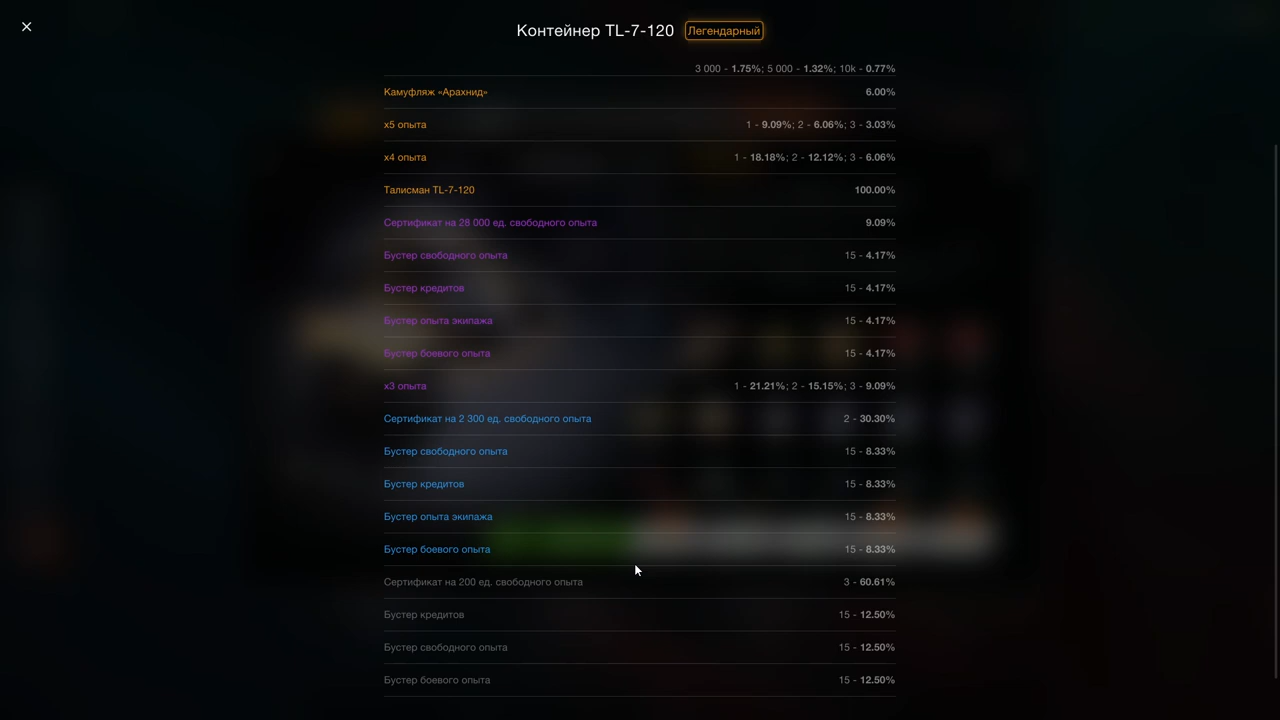 Контейнер TL-7-120 Легендарный
3 000 - 1.75%; 5 000 - 1.32%; 10k - 0.77%
Камуфляж «Арахнид» 6.00%
x5 опыта 1 - 9.09%; 2 - 6.06%; 3 - 3.03%
x4 опыта 1 - 18.18%; 2 - 12.12%; 3 - 6.06%
Талисман TL-7-120 100.00%
Сертификат на 28 000 ед. свободного опыта 9.09%
Бустер свободного опыта 15 - 4.17%
Бустер кредитов 15 - 4.17%
Бустер опыта экипажа 15 - 4.17%
Бустер боевого опыта 15 - 4.17%
x3 опыта 1 - 21.21%; 2 - 15.15%; 3 - 9.09%
Сертификат на 2 300 ед. свободного опыта 2 - 30.30%
Бустер свободного опыта 15 - 8.33%
Бустер кредитов 15 - 8.33%
Бустер опыта экипажа 15 - 8.33%
Бустер боевого опыта 15 - 8.33%
Сертификат на 200 ед. свободного опыта 3 - 60.61%
Бустер кредитов 15 - 12.50%
Бустер свободного опыта 15 - 12.50%
Бустер боевого опыта 15 - 12.50%